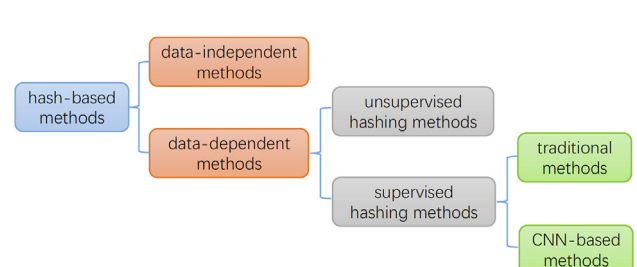 data-independent
methods
hash-based
methods
unsupervised
hashing methods
data-dependent
methods
traditional
methods
supervised
hashing methods
CNN-based
methods